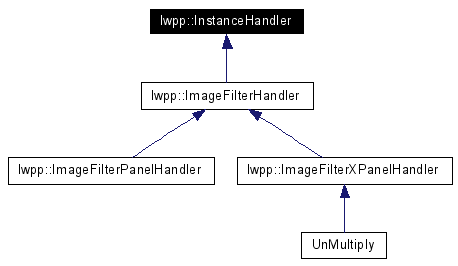 lwpp::InstanceHandler
lwpp::ImageFilterHandler
lwpp::ImageFilterPanelHandler
lwpp::ImageFilterXPanelHandler
UnMultiply